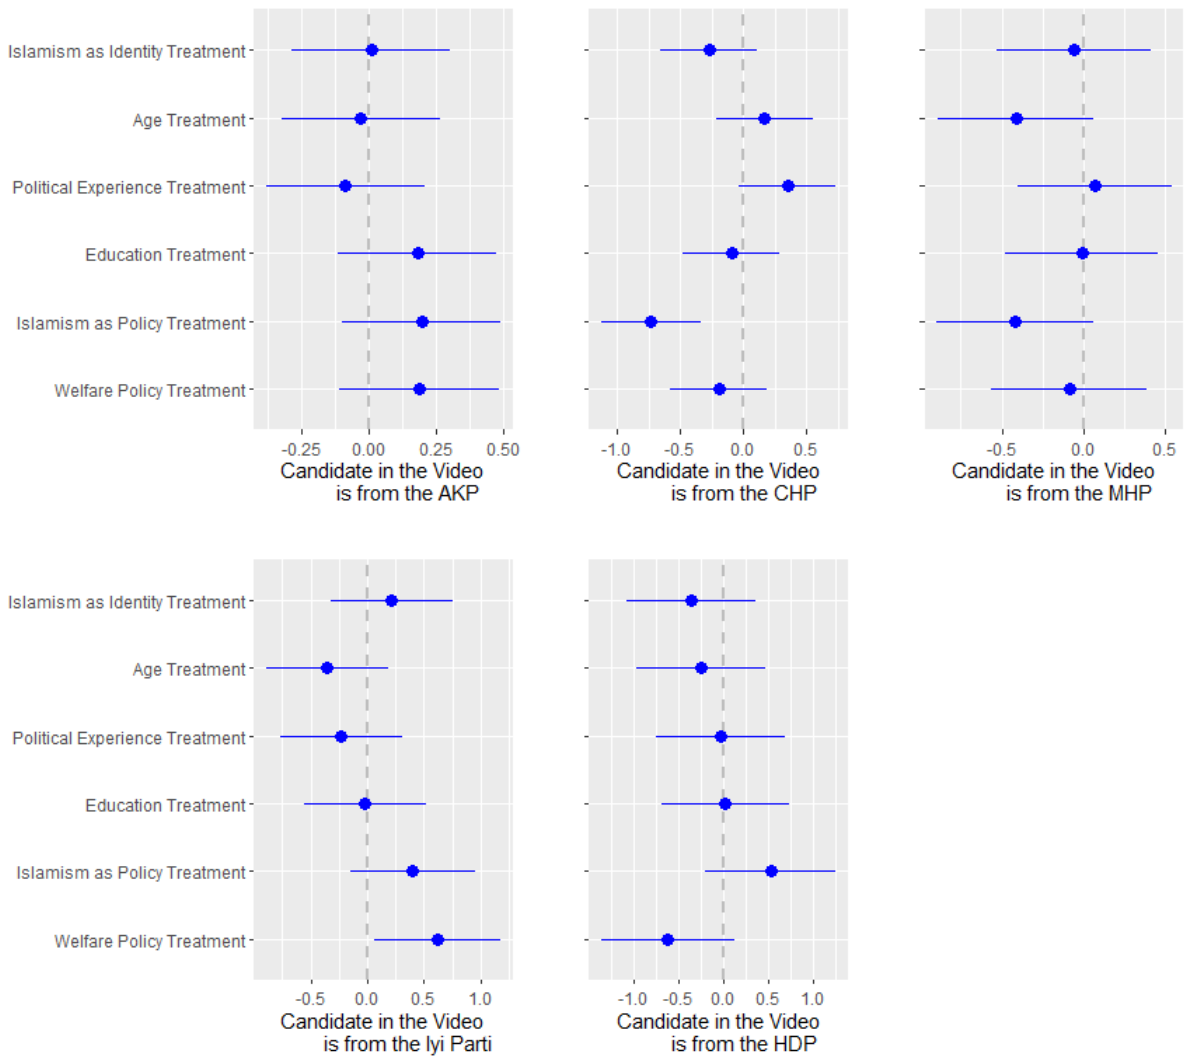 Islamism as Identity Treatment
Age Treatment
Political Experience Treatment
Education Treatment
Islamism as Policy Treatment
Welfare Policy Treatment
-0.25 0.00 0.25 0.50
Candidate in the Video
is from the AKP
-1.0 -0.5 0.0 0.5
Candidate in the Video
is from the CHP
-0.5 0.0 0.5
Candidate in the Video
is from the MHP
Islamism as Identity Treatment
Age Treatment
Political Experience Treatment
Education Treatment
Islamism as Policy Treatment
Welfare Policy Treatment
-0.5 0.0 0.5 1.0
Candidate in the Video
is from the Iyi Parti
-1.0 -0.5 0.0 0.5 1.0
Candidate in the Video
is from the HDP